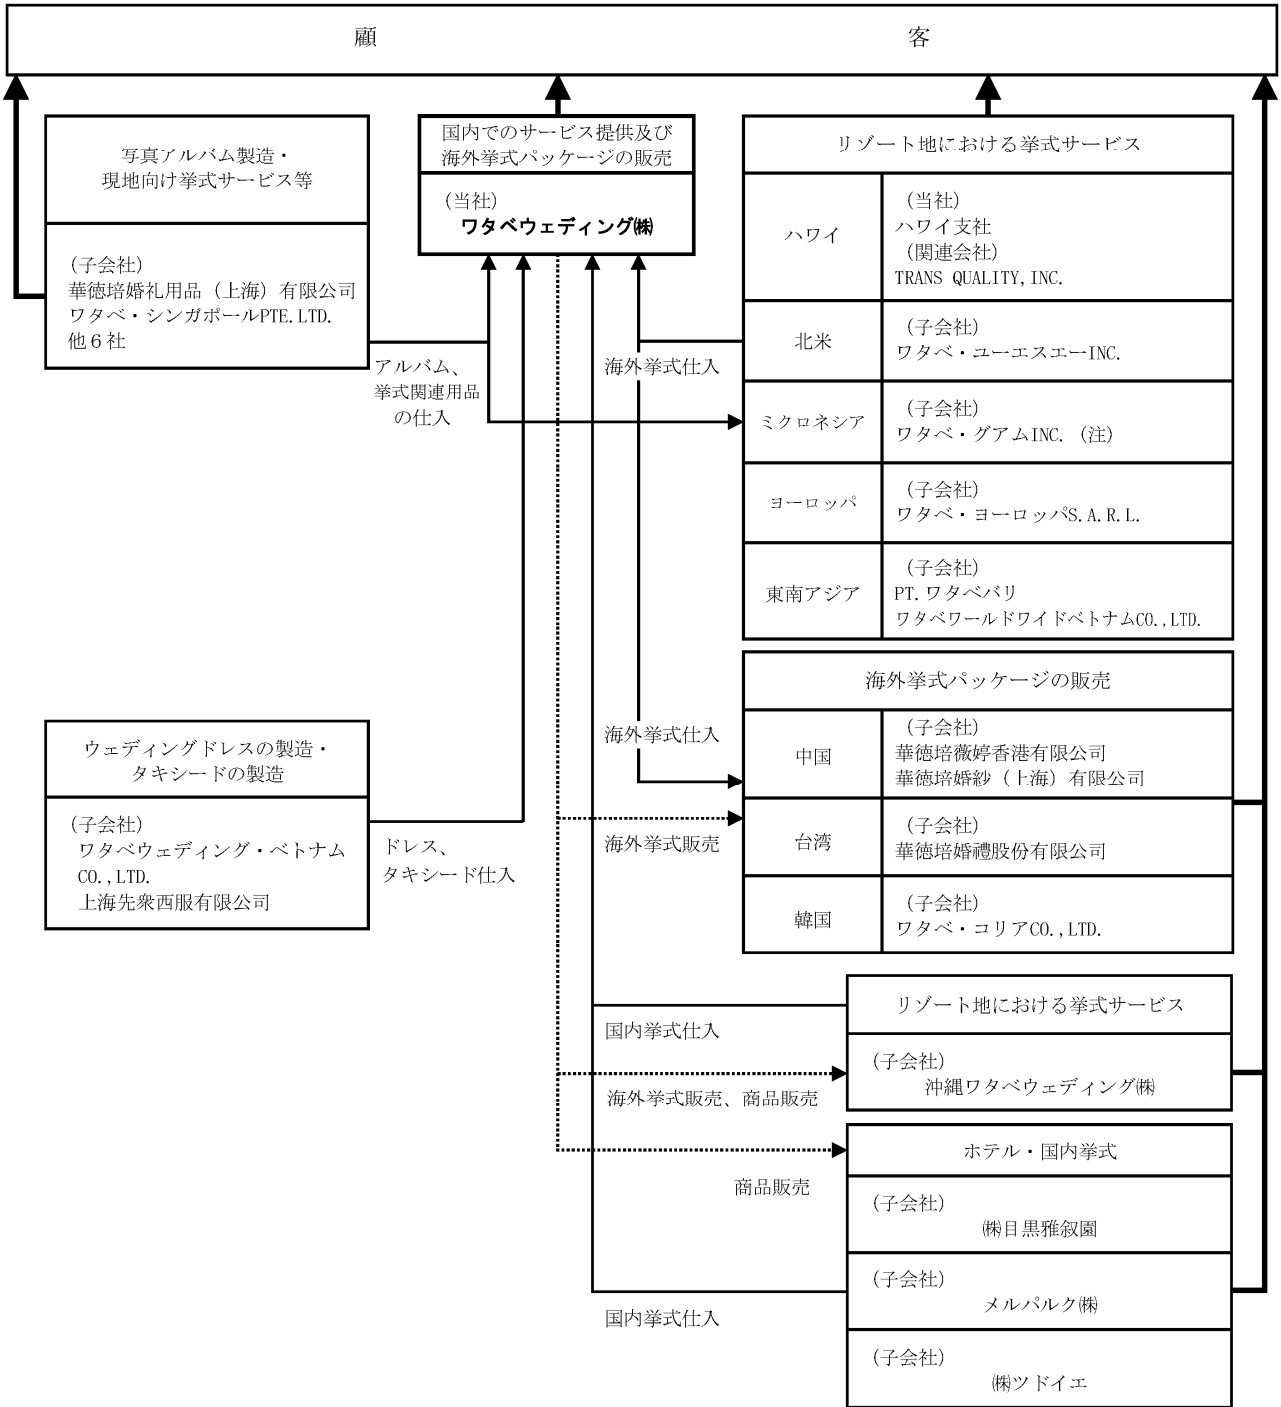 顧　客
写真アルバム製造・
現地向け挙式サービス等
(子会社)
華徳培婚礼用品(上海)有限公司
ワタベ・シンガポールPTE.LTD.
他6社
国内でのサービス提供及び
海外挙式パッケージの販売
(当社)
ワタベウェディング㈱
リゾート地における挙式サービス
ハワイ
(当社)
ハワイ支社
(関連会社)
TRANS QUALITY,INC.
北米
(子会社)
ワタベ・ユーエスエーINC.
ミクロネシア
(子会社)
ワタベ・グアムINC.(注)
ヨーロッパ
(子会社)
ワタベ・ヨーロッパS.A.R.L.
東南アジア
(子会社)
PT.ワタベバリ
ワタベワールドワイドベトナムCO.,LTD.
アルバム、
挙式関連用品
の仕入
海外挙式仕入
海外挙式パッケージの販売
中国
(子会社)
華徳培薇婷香港有限公司
華徳培婚紗(上海)有限公司
台湾
(子会社)
華徳培婚禮股份有限公司
韓国
(子会社)
ワタベ・コリアCO.,LTD.
海外挙式仕入
海外挙式販売
ウェディングドレスの製造・
タキシードの製造
(子会社)
ワタベウェディング・ベトナム
CO.,LTD.
上海先衆西服有限公司
ドレス、
タキシード仕入
リゾート地における挙式サービス
(子会社)
沖縄ワタベウェディング㈱
国内挙式仕入
海外挙式販売、商品販売
ホテル・国内挙式
(子会社)
㈱目黒雅叙園
(子会社)
メルパルク㈱
(子会社)
㈱ツドイエ
商品販売
国内挙式仕入